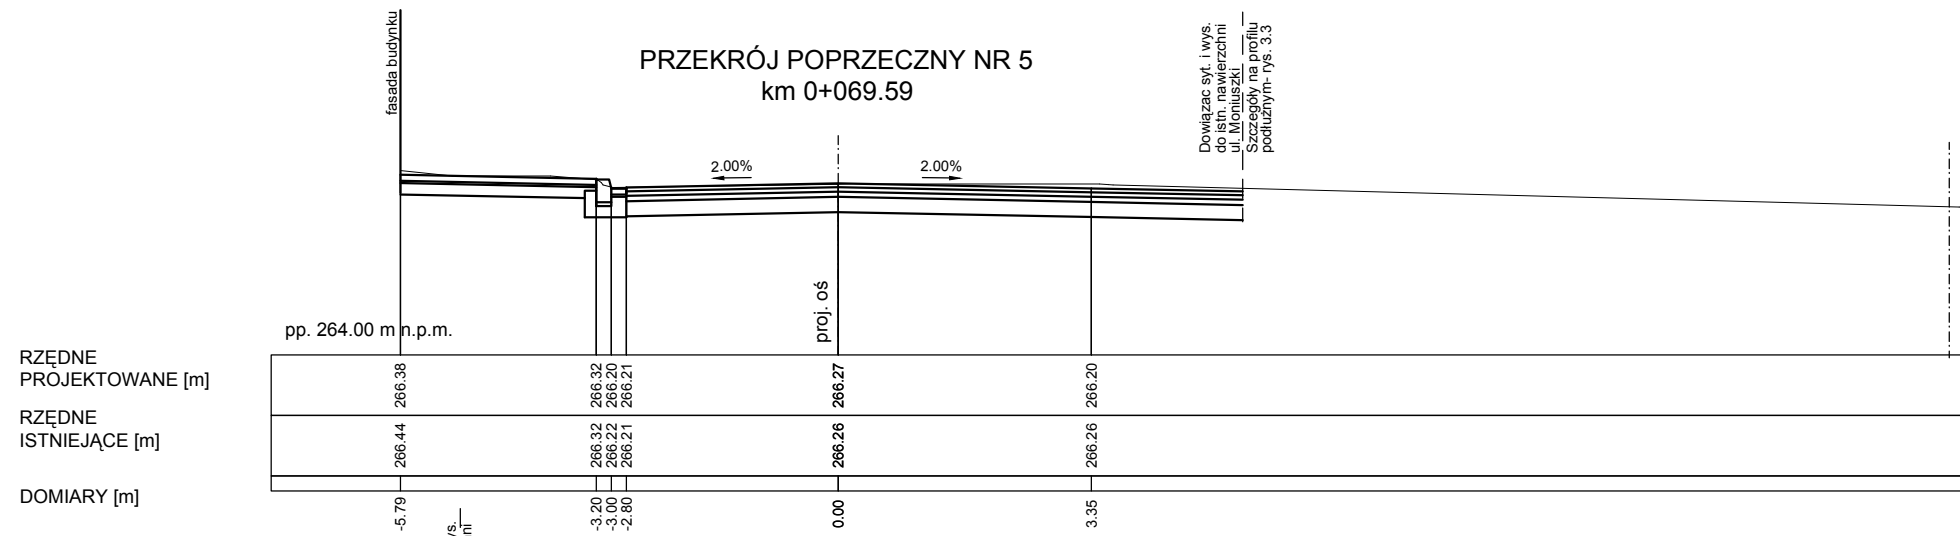 fasada budynku
PRZEKRÓJ POPRZECZNY NR 5
km 0+069.59
Dowiązac syt. i wys.
do istn. nawierzchni
ul. Moniuszki
Szczegóły na profilu
podłużnym- rys. 3.3
2.00%
2.00%
proj. oś
pp. 264.00 m n.p.m.
RZĘDNE
PROJEKTOWANE [m]
266.38
266.32
266.20
266.21
266.27
266.20
RZĘDNE
ISTNIEJĄCE [m]
266.44
266.32
266.22
266.21
266.26
266.26
DOMIARY [m]
-5.79
-3.20
-3.00
-2.80
0.00
3.35